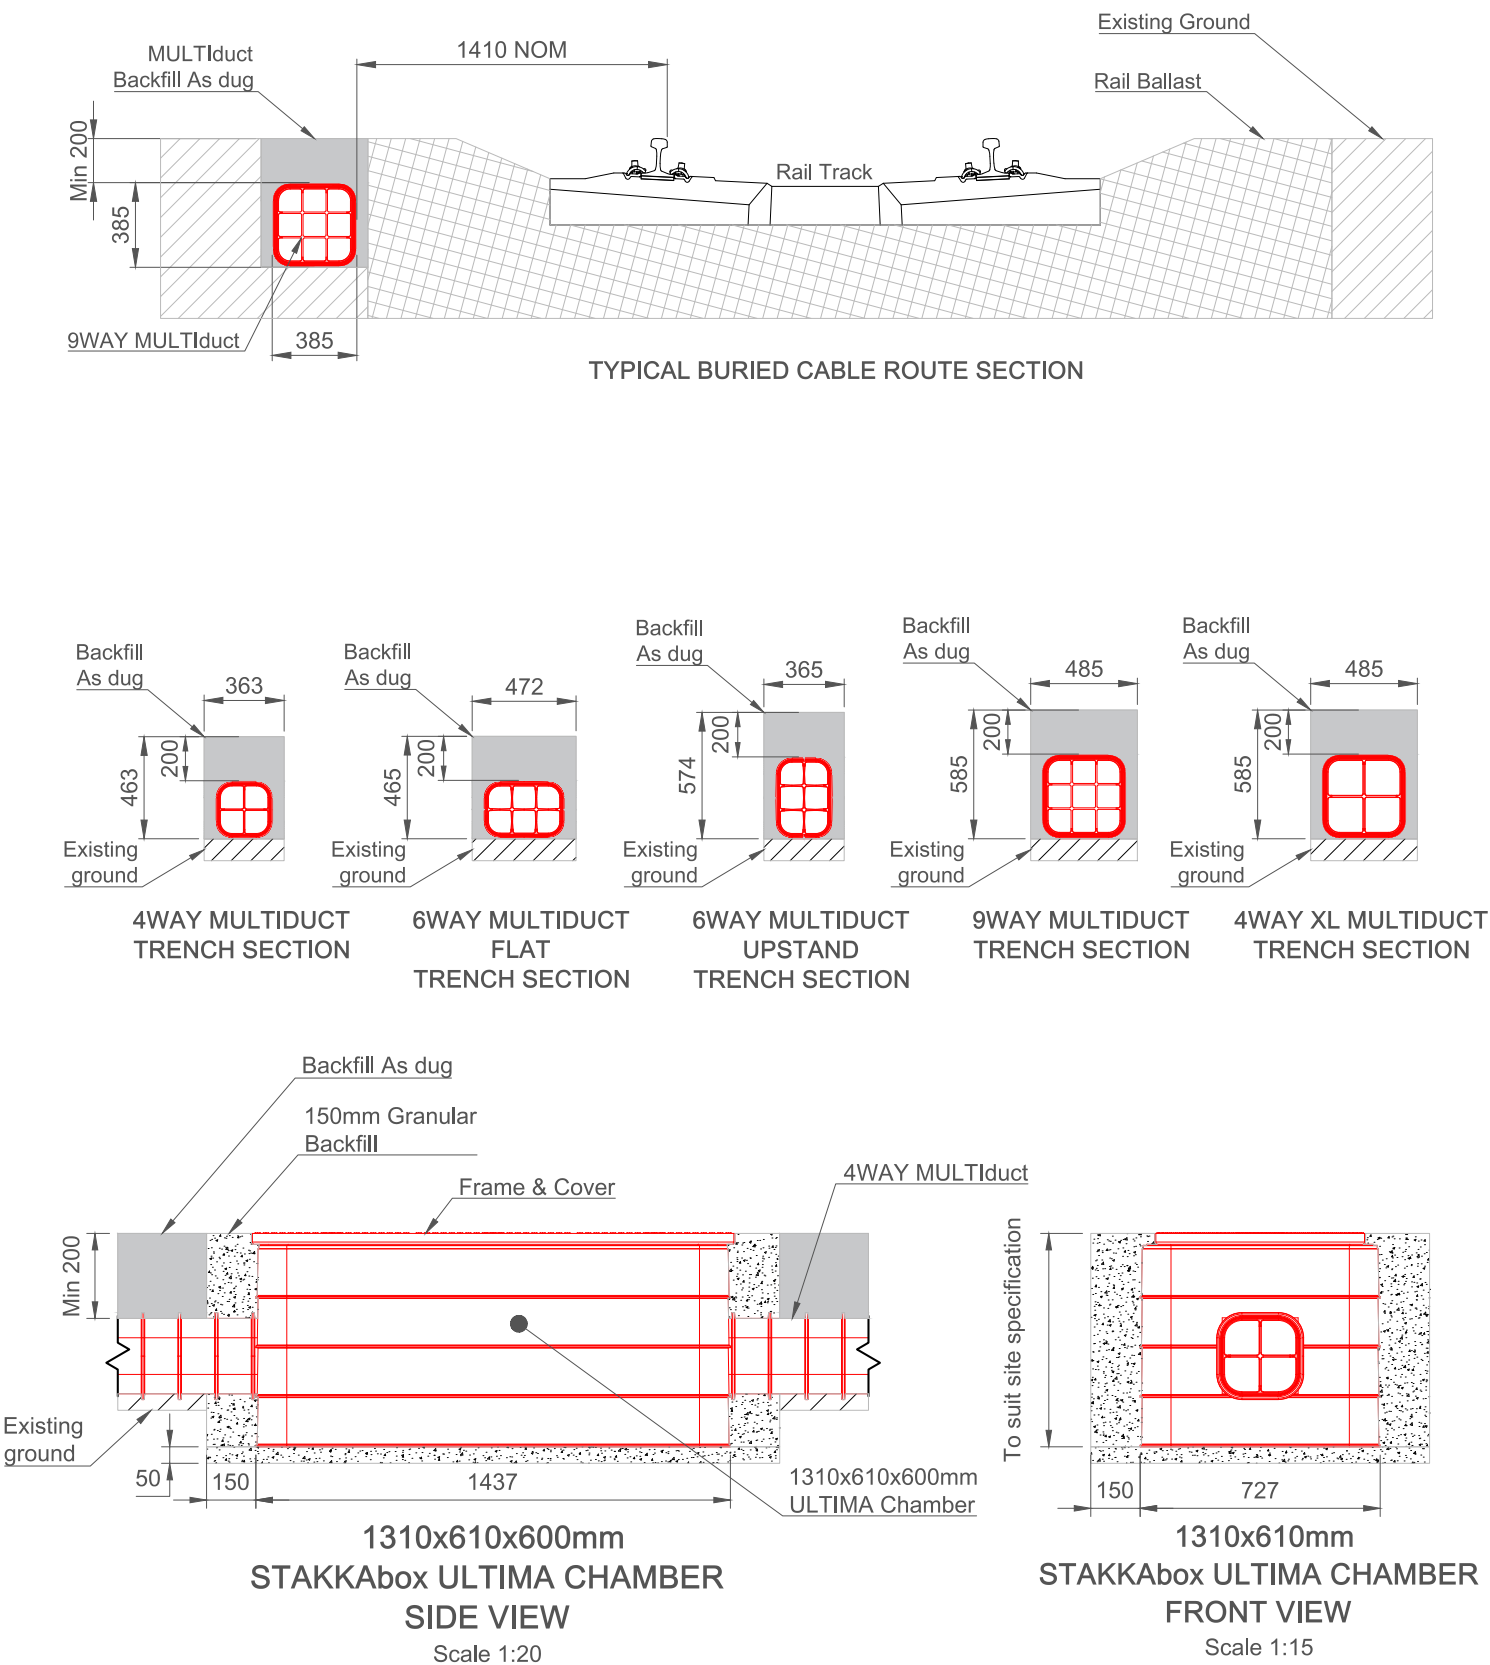 Existing Ground
MULTIduct
Backfill As dug
1410 NOM
Rail Ballast
Min 200
Rail Track
385
9WAY MULTIduct
385
TYPICAL BURIED CABLE ROUTE SECTION
Backfill
As dug
363
200
463
Existing
ground
4WAY MULTIDUCT
TRENCH SECTION
Backfill
As dug
472
200
465
Existing
ground
6WAY MULTIDUCT
FLAT
TRENCH SECTION
Backfill
As dug
365
200
574
Existing
ground
6WAY MULTIDUCT
UPSTAND
TRENCH SECTION
Backfill
As dug
485
200
585
Existing
ground
9WAY MULTIDUCT
TRENCH SECTION
Backfill
As dug
485
200
585
Existing
ground
4WAY XL MULTIDUCT
TRENCH SECTION
Backfill As dug
150mm Granular
Backfill
Frame & Cover
4WAY MULTIduct
Min 200
Existing
ground
50
150
1437
1310x610x600mm
ULTIMA Chamber
1310x610x600mm
STAKKAbox ULTIMA CHAMBER
SIDE VIEW
Scale 1:20
To suit site specification
150
727
1310x610mm
STAKKAbox ULTIMA CHAMBER
FRONT VIEW
Scale 1:15